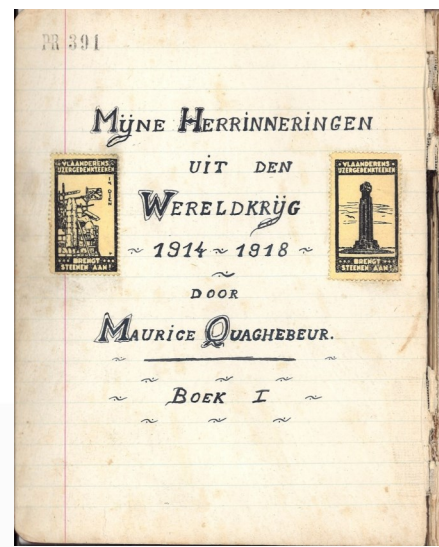 PR 391
MijNE HERRiNNERiNGEN
UiT DEN
WERELDKRijG
~ 1914 ~ 1918 ~
DOOR
MAURiCE QUAGHEBEUR.
BOEK I
VLAANDERENS
IJZERGEDENKTEEKEN
BRENGT
STEENEN AAN!
VLAANDERENS
IJZERGEDENKTEEKEN
BRENGT
STEENEN AAN!